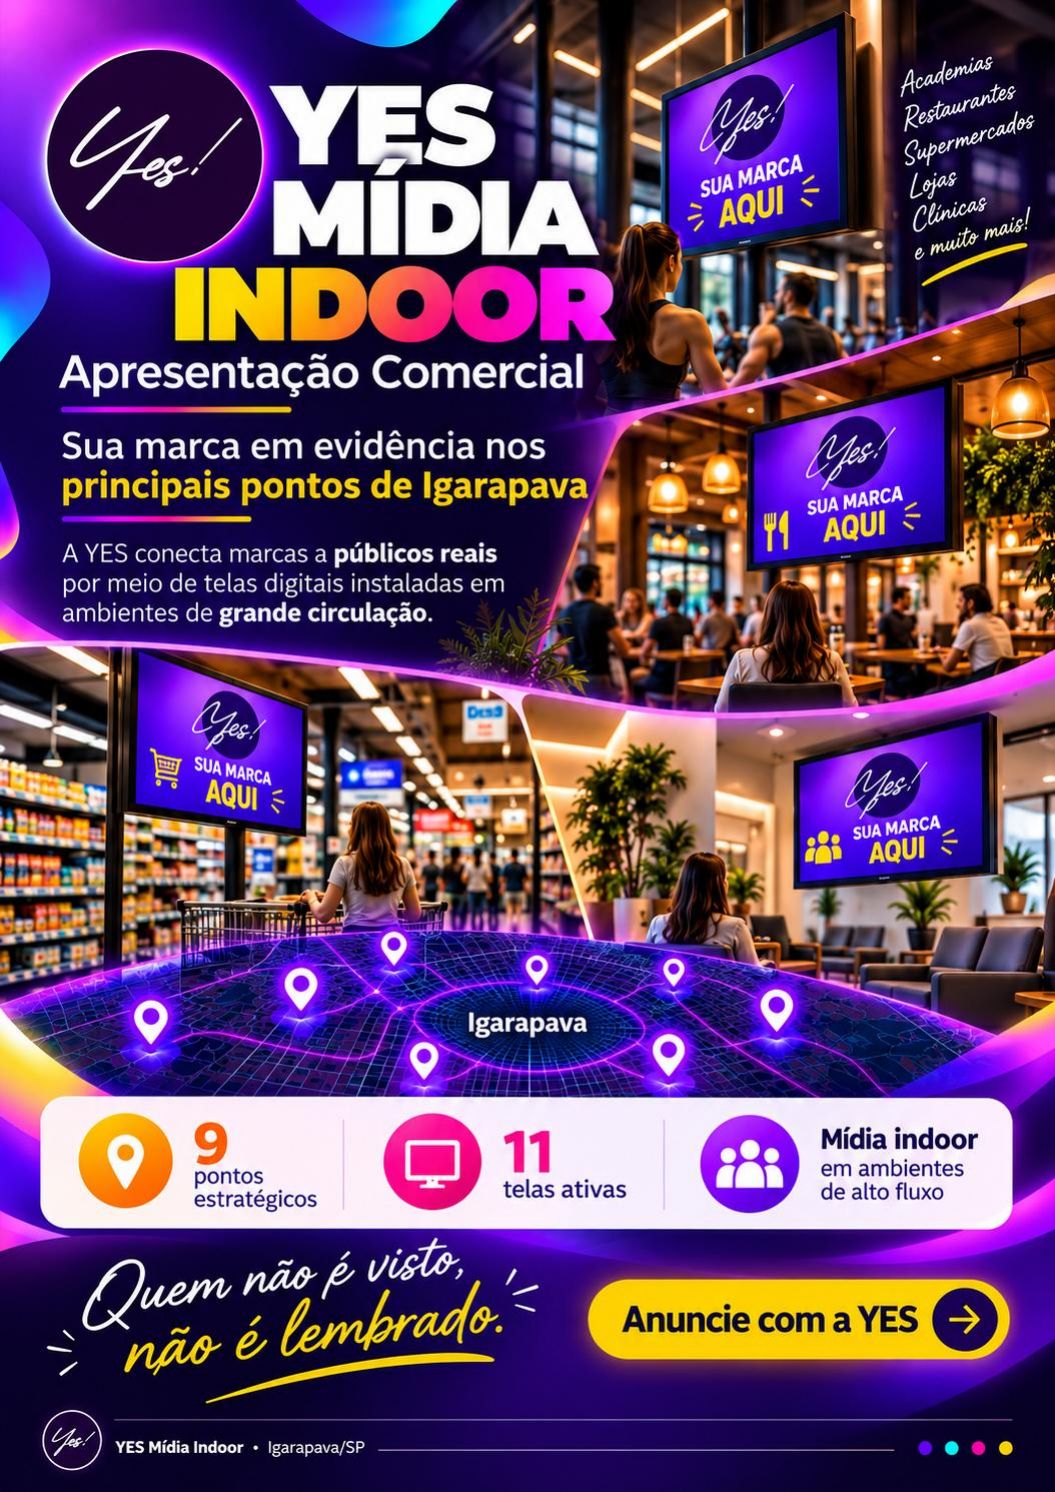 Yes!
YES
MÍDIA
INDOOR
Apresentação Comercial
Sua marca em evidência nos
principais pontos de Igarapava
A YES conecta marcas a públicos reais
por meio de telas digitais instaladas em
ambientes de grande circulação.
Yes!
SUA MARCA
AQUI
Academias
Restaurantes
Supermercados
Lojas
Clínicas
e muito mais!
Yes!
SUA MARCA
AQUI
Yes!
SUA MARCA
AQUI
Yes!
SUA MARCA
AQUI
Igarapava
9
pontos
estratégicos
11
telas ativas
Mídia indoor
em ambientes
de alto fluxo
Quem não é visto,
não é lembrado.
Anuncie com a YES
Yes!
YES Mídia Indoor • Igarapava/SP